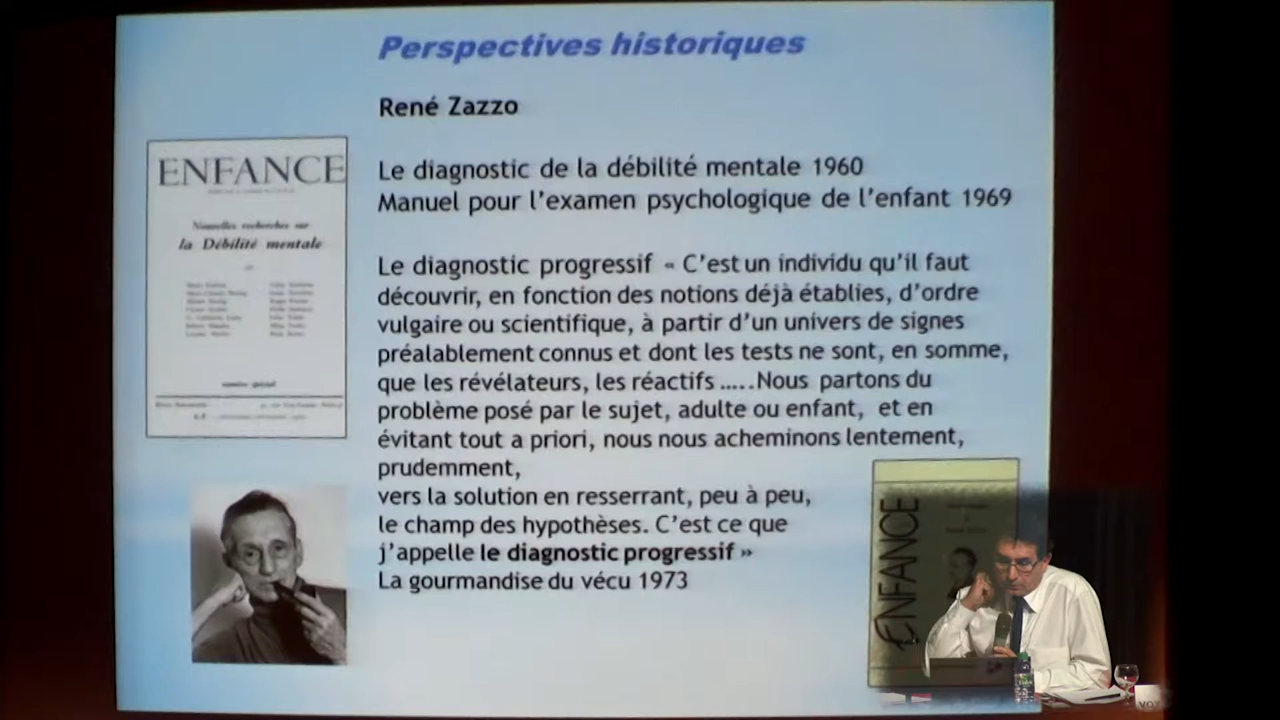 Perspectives historiques
René Zazzo
Le diagnostic de la débilité mentale 1960
Manuel pour l'examen psychologique de l'enfant 1969
Le diagnostic progressif « C'est un individu qu'il faut
découvrir, en fonction des notions déjà établies, d'ordre
vulgaire ou scientifique, à partir d'un univers de signes
préalablement connus et dont les tests ne sont, en somme,
que les révélateurs, les réactifs .....Nous partons du
problème posé par le sujet, adulte ou enfant, et en
évitant tout a priori, nous nous acheminons lentement,
prudemment,
vers la solution en resserrant, peu à peu,
le champ des hypothèses. C'est ce que
j'appelle le diagnostic progressif »
La gourmandise du vécu 1973
ENFANCE
Nouvelles recherches sur
la Débilité mentale
numéro spécial
ENFANCE
VOX